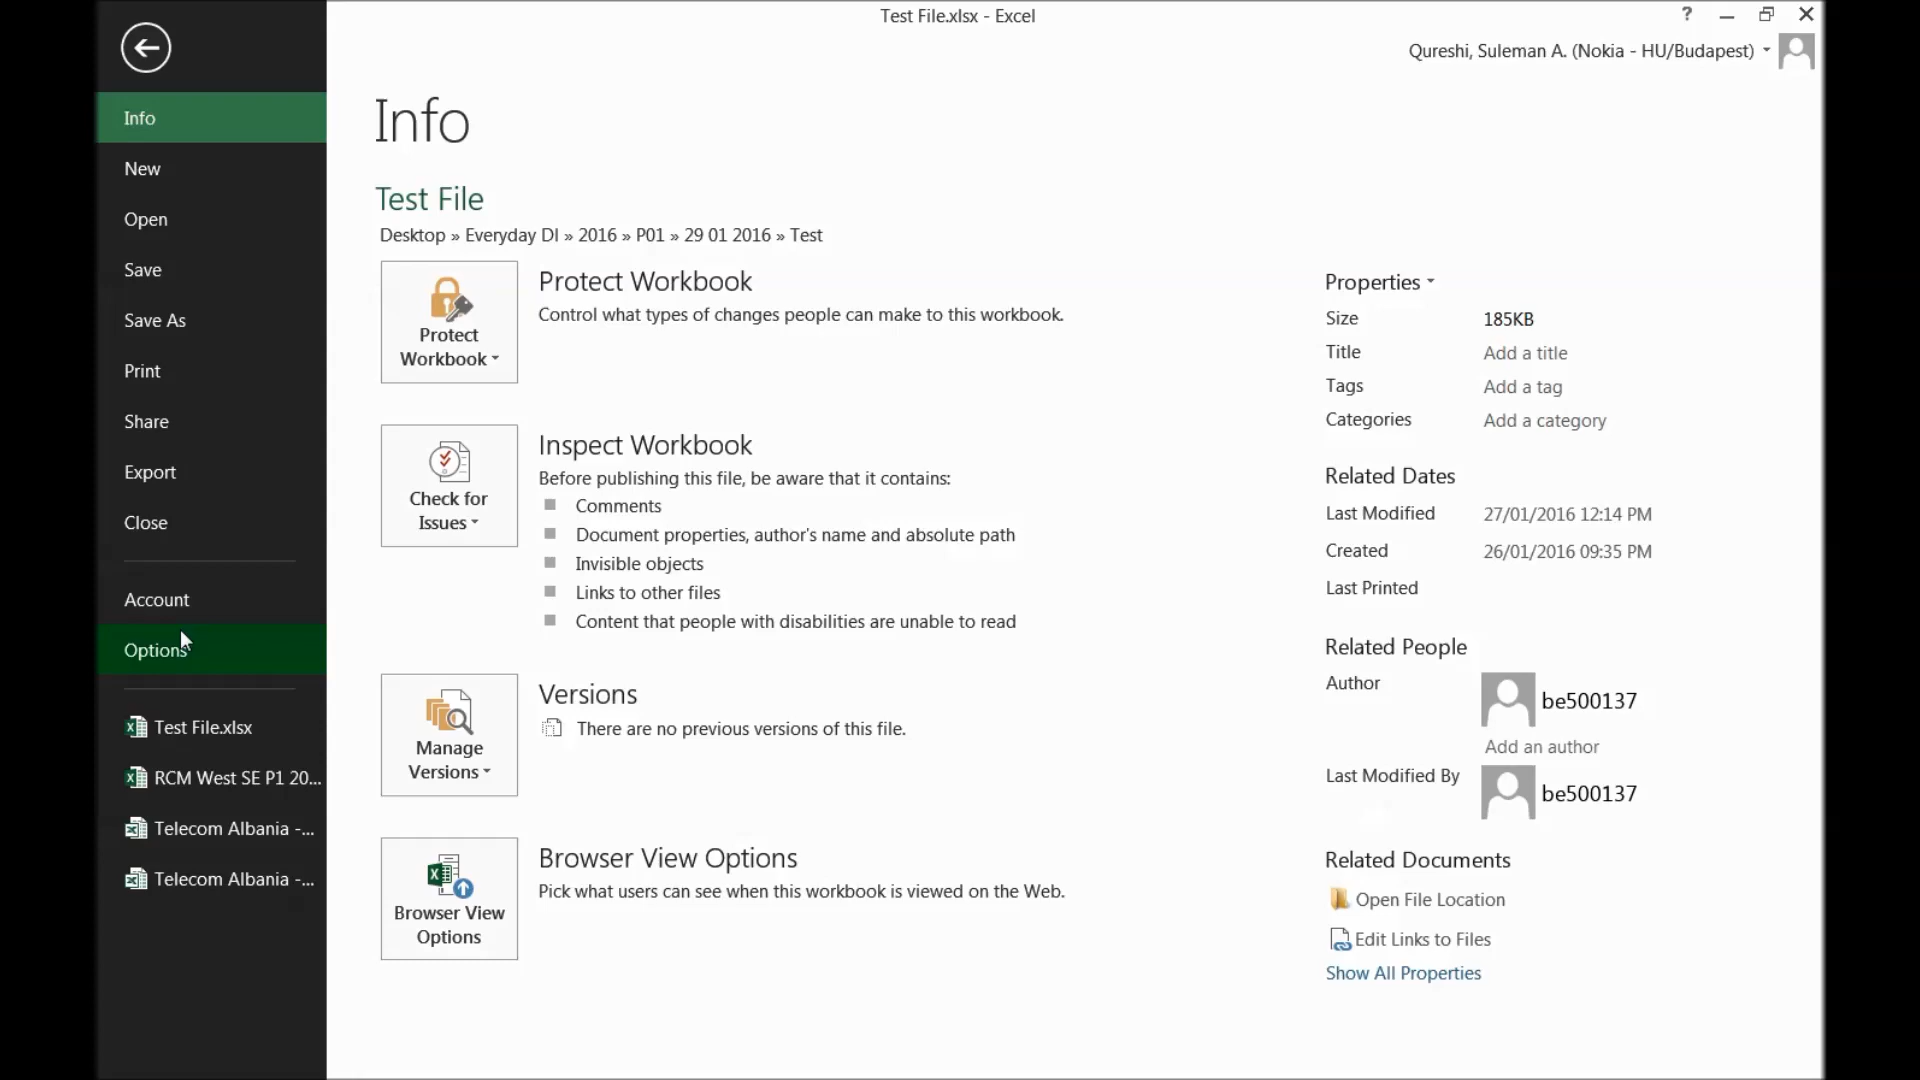 Test File.xlsx - Excel
?
Qureshi, Suleman A. (Nokia - HU/Budapest)
Info
New
Open
Save
Save As
Print
Share
Export
Close
Account
Options
Test File.xlsx
RCM West SE P1 20...
Telecom Albania -...
Telecom Albania -...
Info
Test File
Desktop » Everyday DI » 2016 » P01 » 29 01 2016 » Test
Protect
Workbook
Protect Workbook
Control what types of changes people can make to this workbook.
Check for
Issues
Inspect Workbook
Before publishing this file, be aware that it contains:
Comments
Document properties, author's name and absolute path
Invisible objects
Links to other files
Content that people with disabilities are unable to read
Manage
Versions
Versions
There are no previous versions of this file.
Browser View
Options
Browser View Options
Pick what users can see when this workbook is viewed on the Web.
Properties
Size 185KB
Title Add a title
Tags Add a tag
Categories Add a category
Related Dates
Last Modified 27/01/2016 12:14 PM
Created 26/01/2016 09:35 PM
Last Printed
Related People
Author be500137
Add an author
Last Modified By be500137
Related Documents
Open File Location
Edit Links to Files
Show All Properties